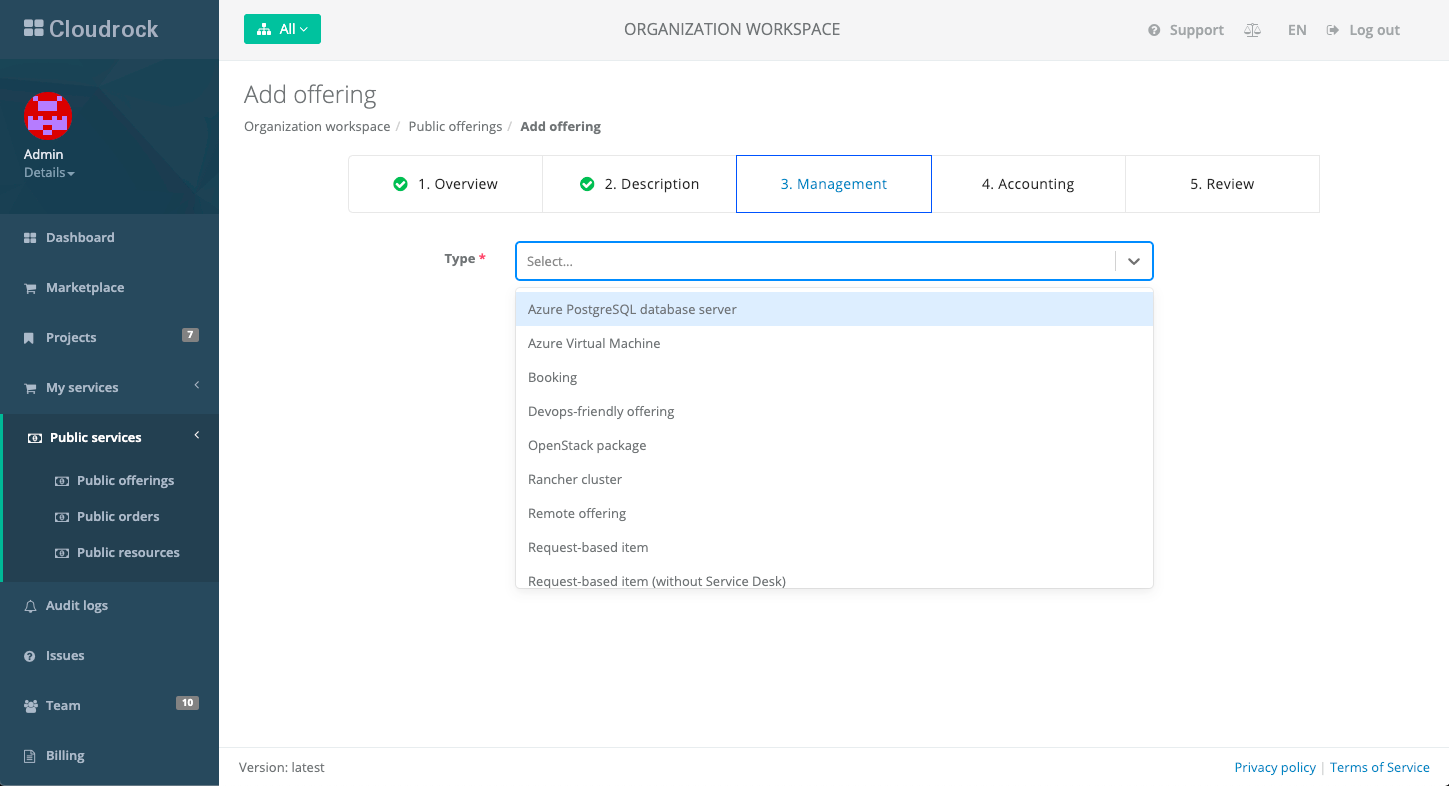 Cloudrock
Admin
Details
Dashboard
Marketplace
Projects 7
My services
Public services
Public offerings
Public orders
Public resources
Audit logs
Issues
Team 10
Billing
All
ORGANIZATION WORKSPACE
Support
EN
Log out
Add offering
Organization workspace / Public offerings / Add offering
1. Overview
2. Description
3. Management
4. Accounting
5. Review
Type *
Select...
Azure PostgreSQL database server
Azure Virtual Machine
Booking
Devops-friendly offering
OpenStack package
Rancher cluster
Remote offering
Request-based item
Request-based item (without Service Desk)
Version: latest
Privacy policy | Terms of Service